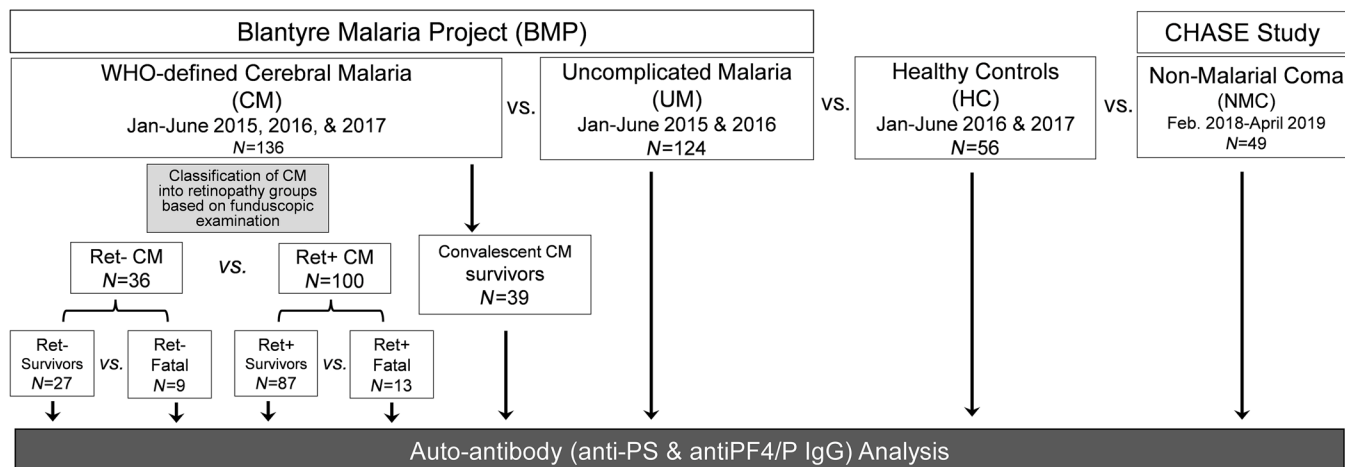 Blantyre Malaria Project (BMP)
CHASE Study
WHO-defined Cerebral Malaria
(CM)
Jan-June 2015, 2016, & 2017
N=136
vs.
Uncomplicated Malaria
(UM)
Jan-June 2015 & 2016
N=124
vs.
Healthy Controls
(HC)
Jan-June 2016 & 2017
N=56
vs.
Non-Malarial Coma
(NMC)
Feb. 2018-April 2019
N=49
Classification of CM
into retinopathy groups
based on funduscopic
examination
Ret- CM
N=36
vs.
Ret+ CM
N=100
Convalescent CM
survivors
N=39
Ret-
Survivors
N=27
vs.
Ret-
Fatal
N=9
Ret+
Survivors
N=87
vs.
Ret+
Fatal
N=13
Auto-antibody (anti-PS & antiPF4/P IgG) Analysis